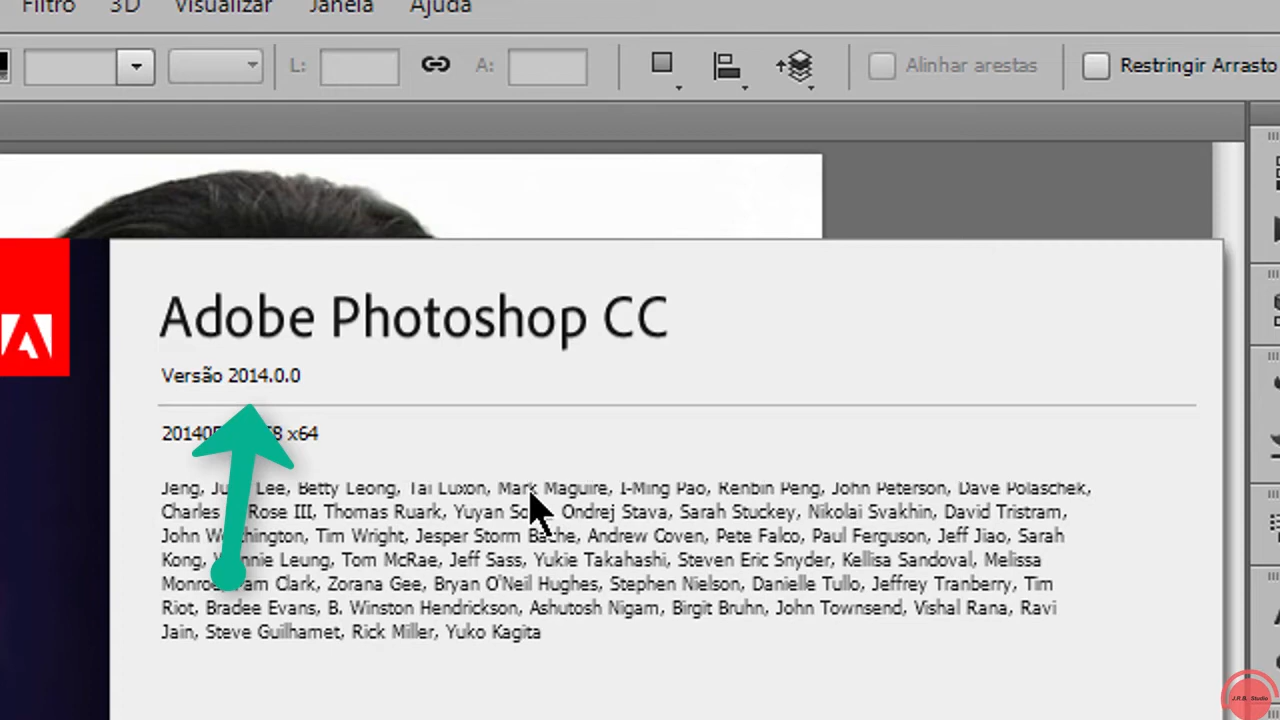 Filtro 3D Visualizar Janela Ajuda
L: A: Alinhar arestas Restringir Arrasto
Adobe Photoshop CC
Versão 2014.0.0
x64
Jeng, Lee, Betty Leong, Tai Luxon, Mark Maguire, I-Ming Pao, Renbin Peng, John Peterson, Dave Polaschek,
Charles Rose III, Thomas Ruark, Yuyan Ondrej Stava, Sarah Stuckey, Nikolai Svakhin, David Tristram,
John Tim Wright, Jesper Storm Bache, Andrew Coven, Pete Falco, Paul Ferguson, Jeff Jiao, Sarah
Kong, Leung, Tom McRae, Jeff Sass, Yukie Takahashi, Steven Eric Snyder, Kellisa Sandoval, Melissa
Clark, Zorana Gee, Bryan O'Neil Hughes, Stephen Nielson, Danielle Tullo, Jeffrey Tranberry, Tim
Riot, Bradee Evans, B. Winston Hendrickson, Ashutosh Nigam, Birgit Bruhn, John Townsend, Vishal Rana, Ravi
Jain, Steve Guilhamet, Rick Miller, Yuko Kagita
J.R.B. Studio